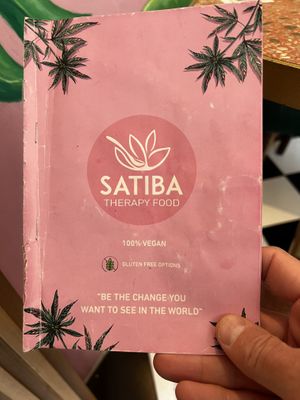 SATIBA
THERAPY FOOD
100% VEGAN
GLUTEN FREE OPTIONS
"BE THE CHANGE YOU
WANT TO SEE IN THE WORLD"